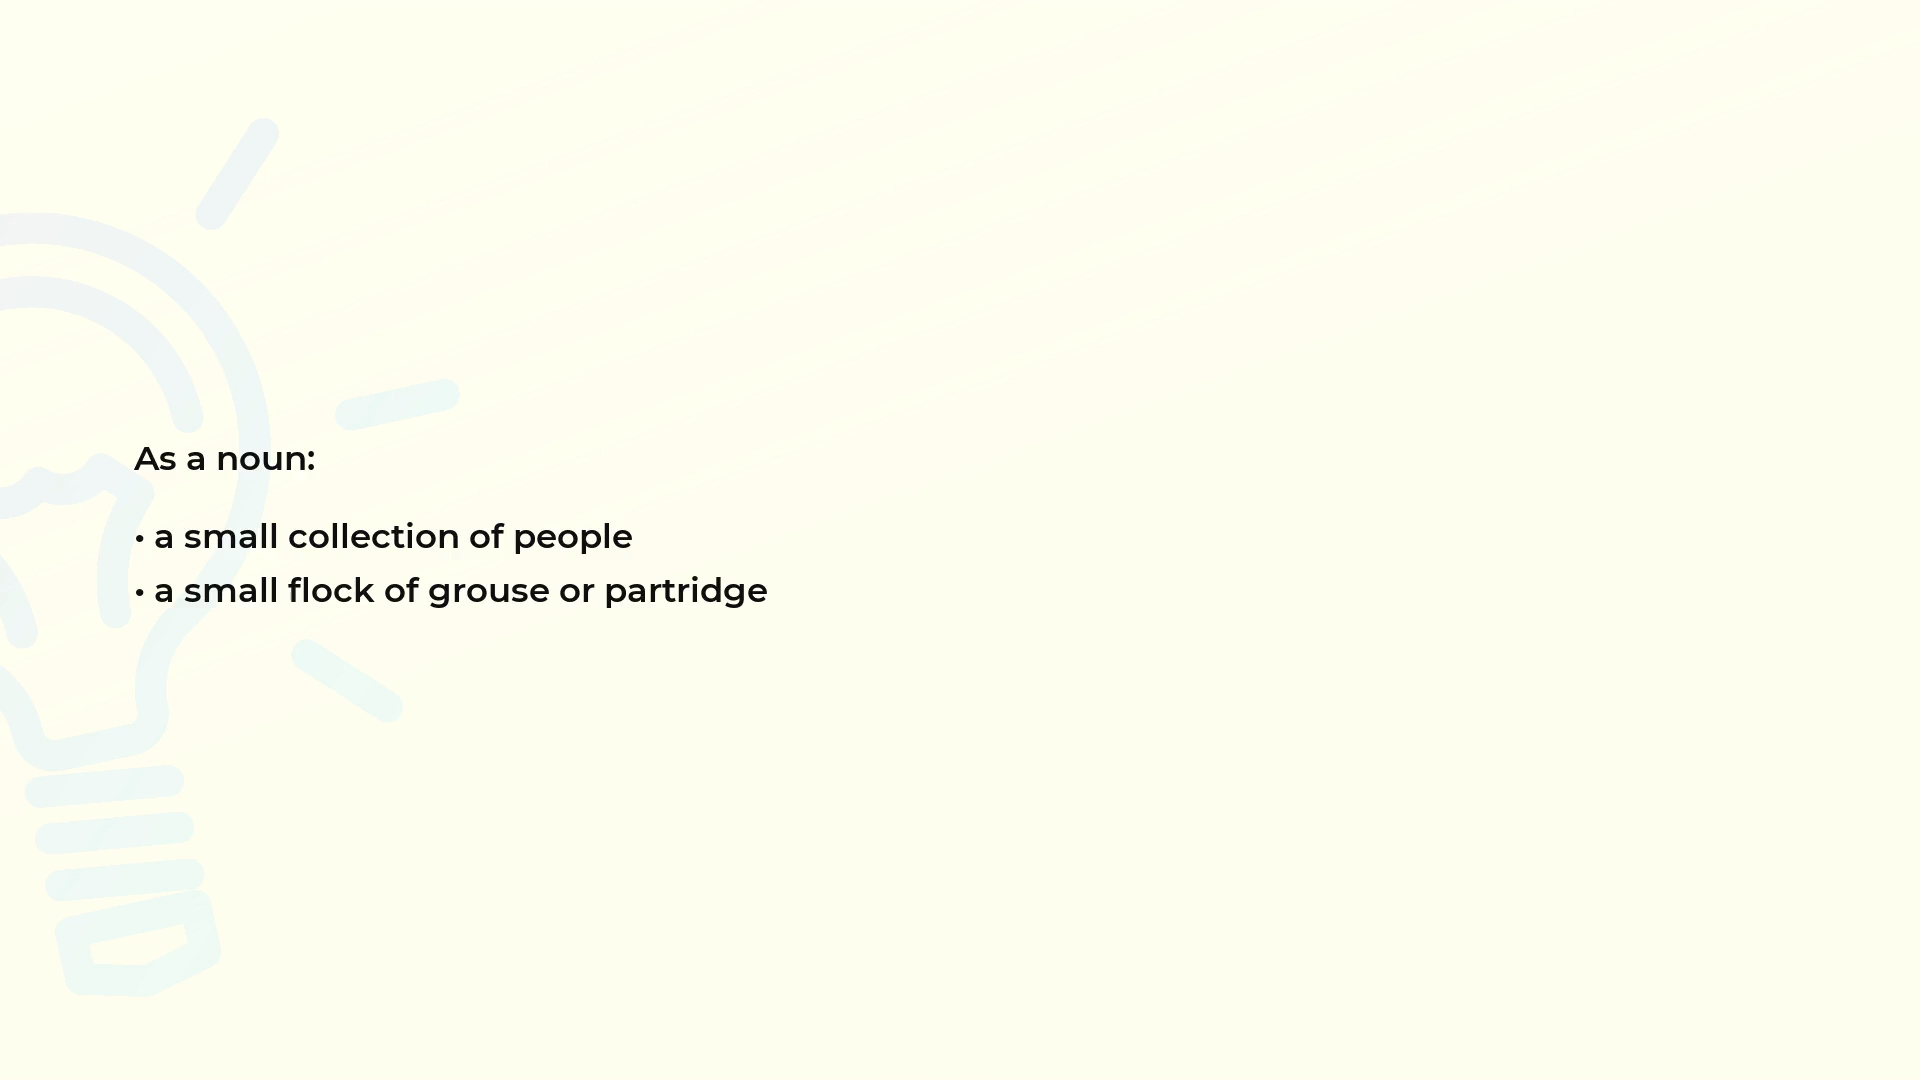 As a noun:
• a small collection of people
• a small flock of grouse or partridge